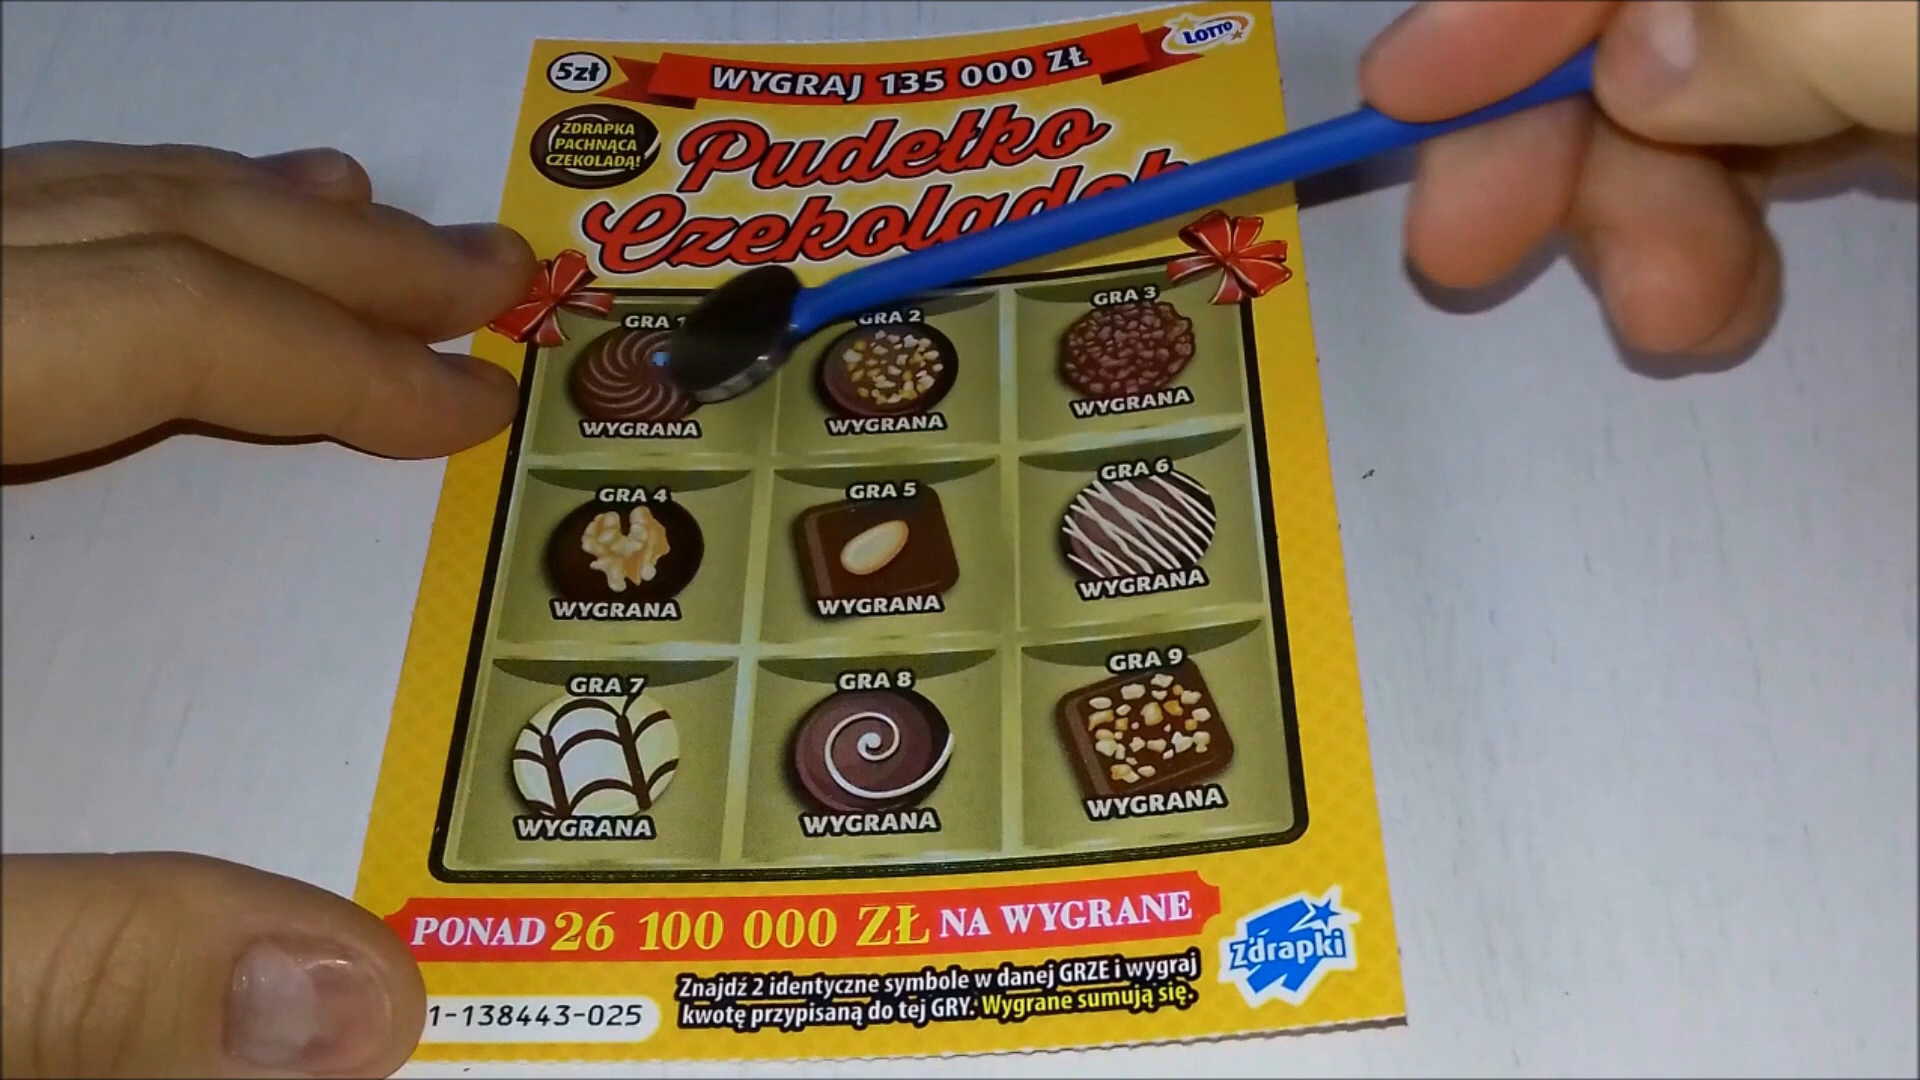 5zł
WYGRAJ 135 000 ZŁ
LOTTO
ZDRAPKA
PACHNĄCA
CZEKOLADĄ!
Pudełko
GRA 1
GRA 2
GRA 3
WYGRANA
WYGRANA
WYGRANA
GRA 4
GRA 5
GRA 6
WYGRANA
WYGRANA
WYGRANA
GRA 7
GRA 8
GRA 9
WYGRANA
WYGRANA
WYGRANA
PONAD 26 100 000 ZŁ NA WYGRANE
Zdrapki
Znajdź 2 identyczne symbole w danej GRZE i wygraj
kwotę przypisaną do tej GRY. Wygrane sumują się.
1-138443-025